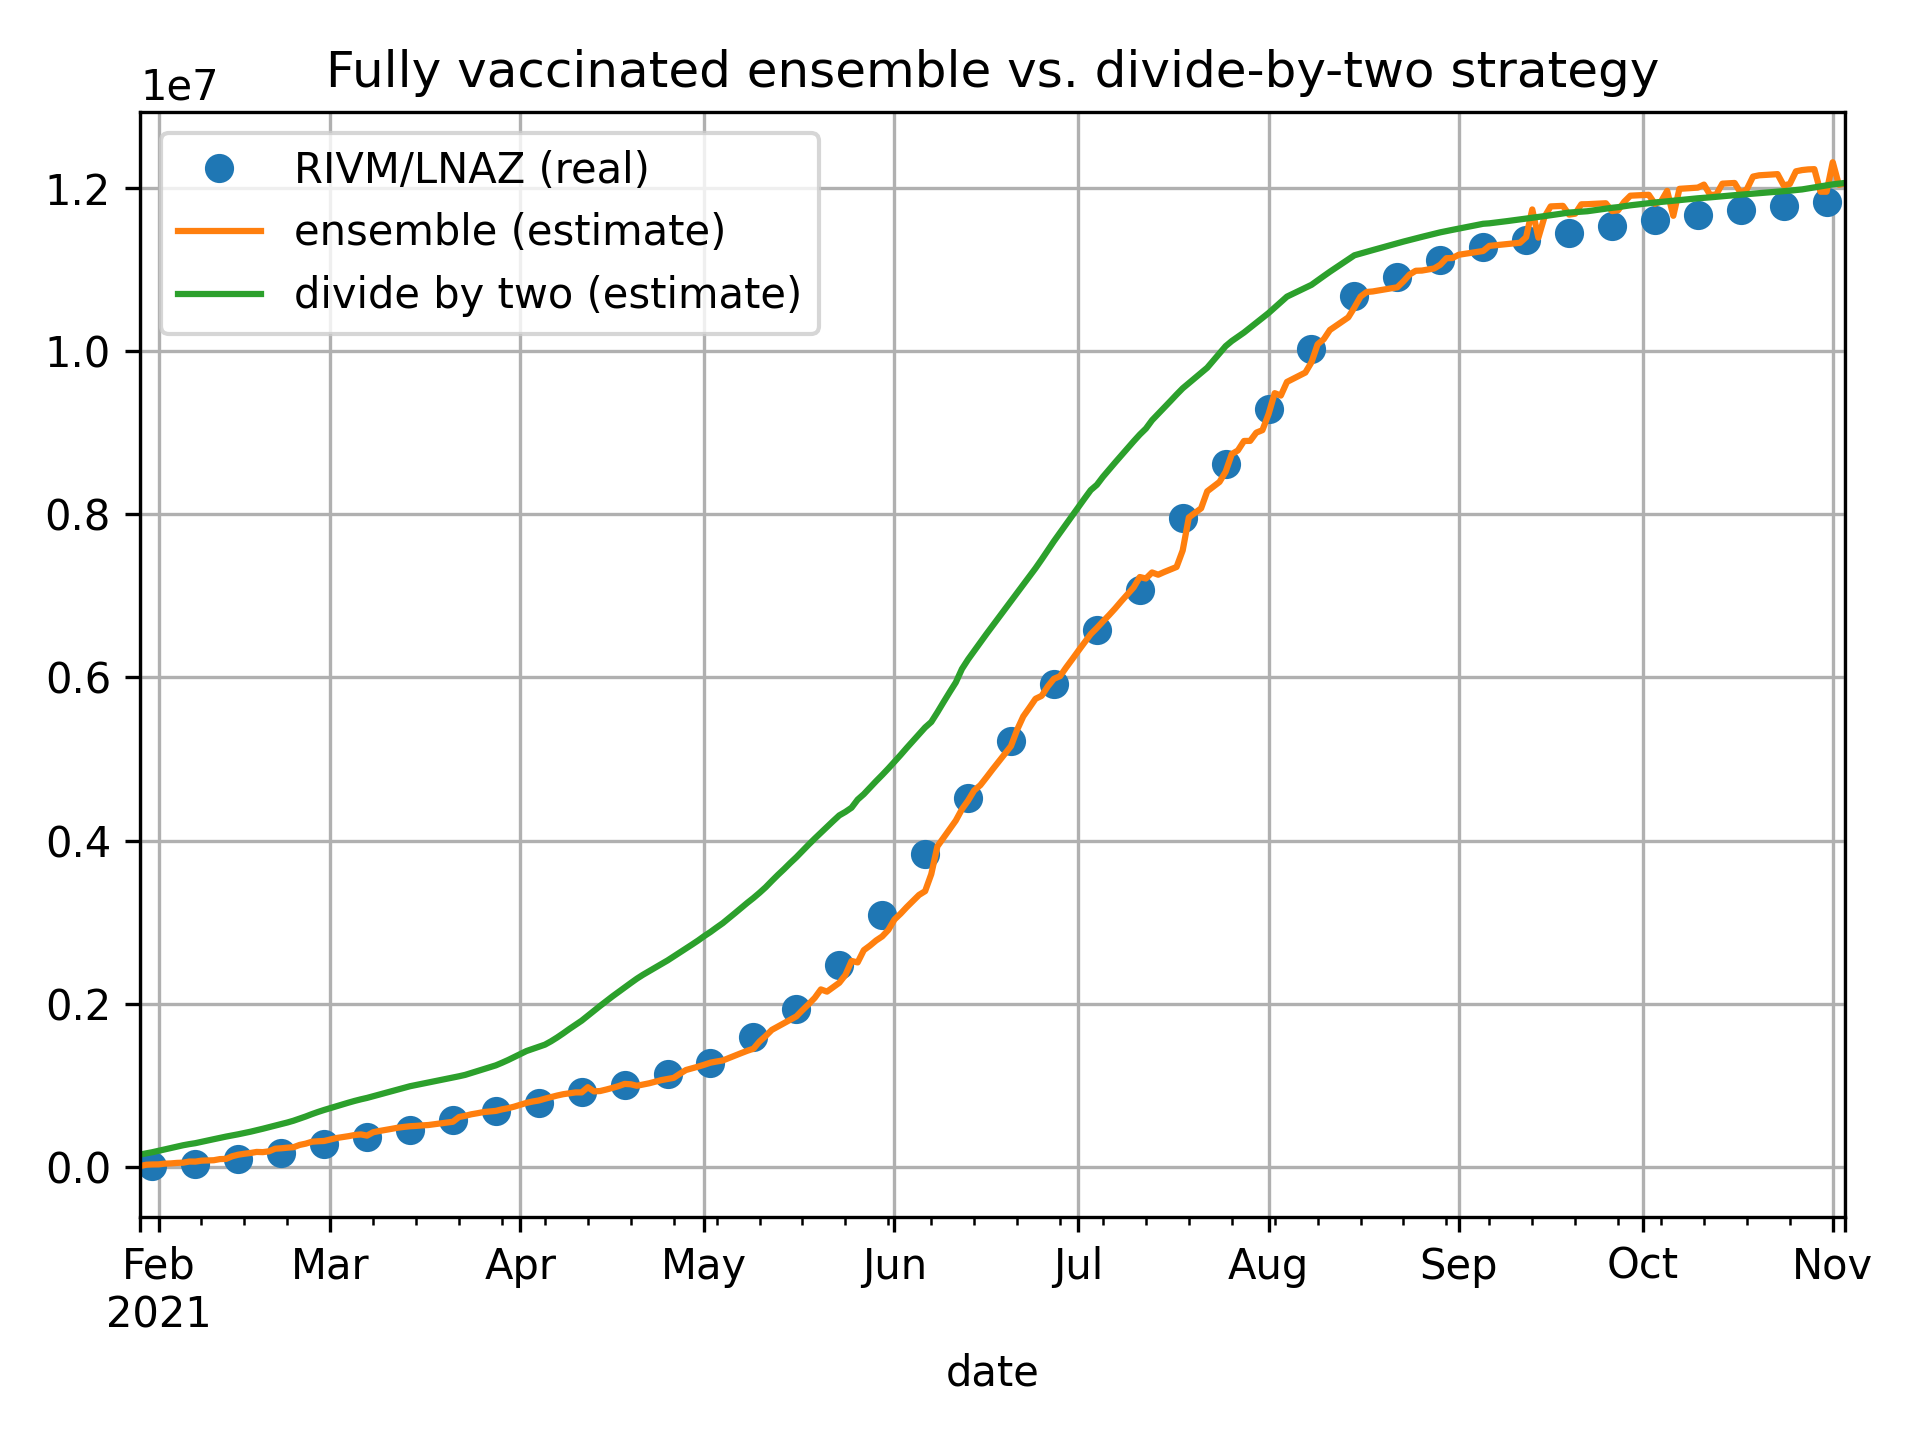 Fully vaccinated ensemble vs. divide-by-two strategy
1e7
RIVM/LNAZ (real)
ensemble (estimate)
divide by two (estimate)
1.2
1.0
0.8
0.6
0.4
0.2
0.0
Feb Mar Apr May Jun Jul Aug Sep Oct Nov
2021
date